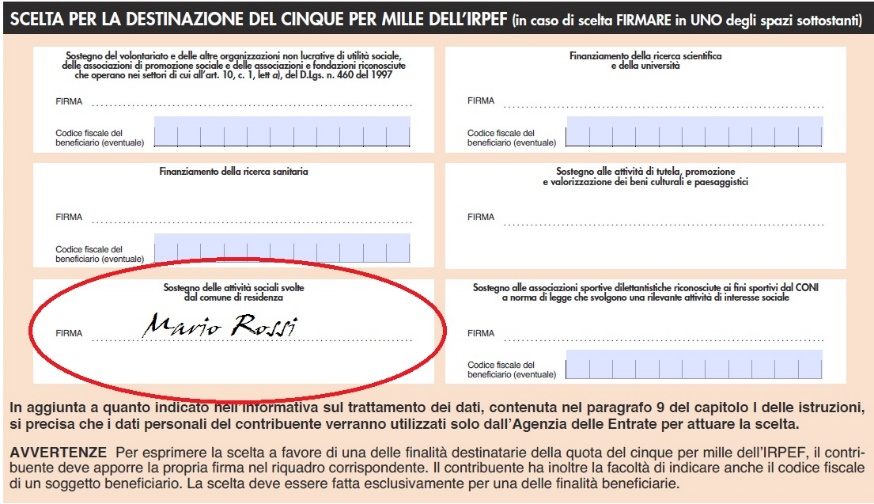 SCELTA PER LA DESTINAZIONE DEL CINQUE PER MILLE DELL'IRPEF (in caso di scelta FIRMARE in UNO degli spazi sottostanti)
Sostegno del volontariato e delle altre organizzazioni non lucrative di utilità sociale,
delle associazioni di promozione sociale e delle associazioni e fondazioni riconosciute
che operano nei settori di cui all'art. 10, c. 1, lett a), del D.Lgs. n. 460 del 1997
FIRMA
Codice fiscale del
beneficiario (eventuale)
Finanziamento della ricerca scientifica
e della università
FIRMA
Codice fiscale del
beneficiario (eventuale)
Finanziamento della ricerca sanitaria
FIRMA
Codice fiscale del
beneficiario (eventuale)
Sostegno alle attività di tutela, promozione
e valorizzazione dei beni culturali e paesaggistici
FIRMA
Sostegno delle attività sociali svolte
dal comune di residenza
FIRMA Mario Rossi
Sostegno alle associazioni sportive dilettantistiche riconosciute ai fini sportivi dal CONI
a norma di legge che svolgono una rilevante attività di interesse sociale
FIRMA
Codice fiscale del
beneficiario (eventuale)
In aggiunta a quanto indicato nell'informativa sul trattamento dei dati, contenuta nel paragrafo 9 del capitolo I delle istruzioni,
si precisa che i dati personali del contribuente verranno utilizzati solo dall'Agenzia delle Entrate per attuare la scelta.
AVVERTENZE Per esprimere la scelta a favore di una delle finalità destinatarie della quota del cinque per mille dell'IRPEF, il contri-
buente deve apporre la propria firma nel riquadro corrispondente. Il contribuente ha inoltre la facoltà di indicare anche il codice fiscale
di un soggetto beneficiario. La scelta deve essere fatta esclusivamente per una delle finalità beneficiarie.